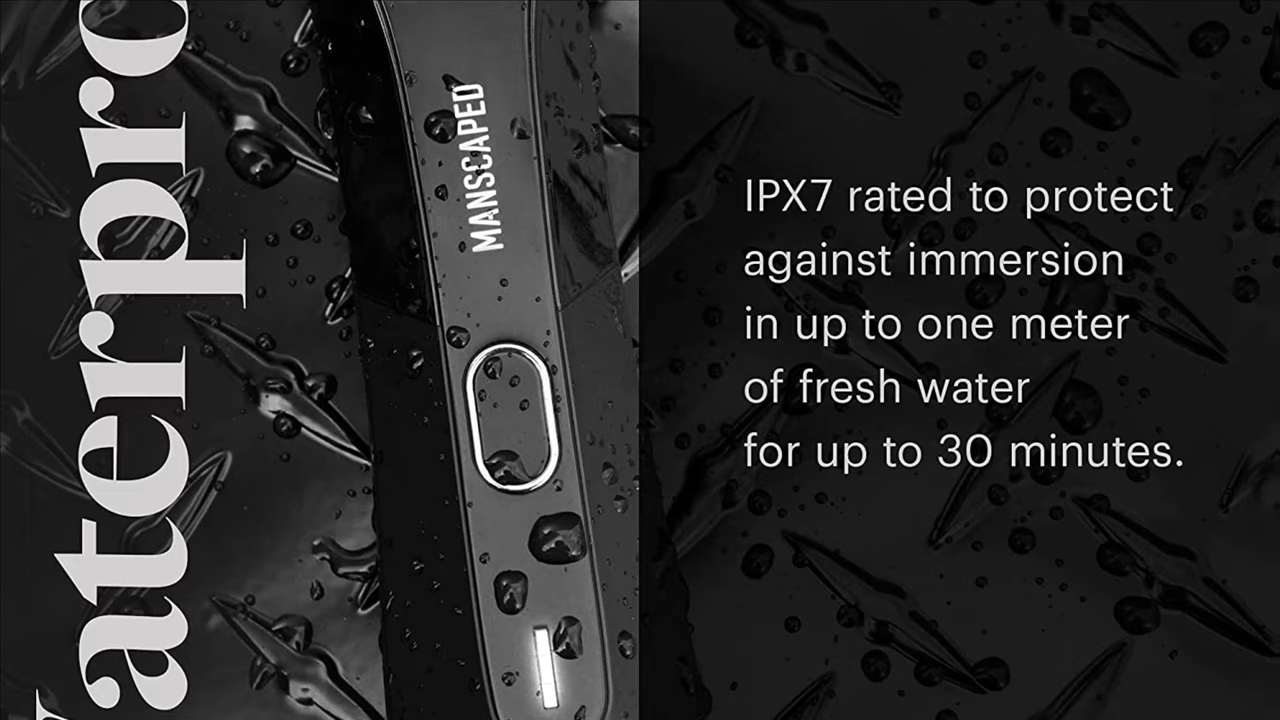 aterpro
MANSCAPED
IPX7 rated to protect
against immersion
in up to one meter
of fresh water
for up to 30 minutes.